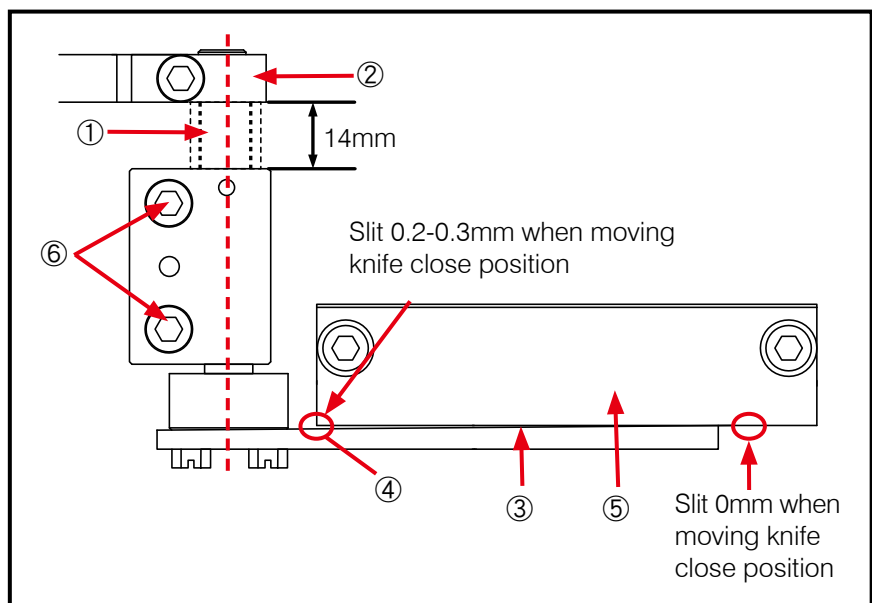 ②
①
14mm
Slit 0.2-0.3mm when moving
knife close position
⑥
④
③
⑤
Slit 0mm when
moving knife
close position